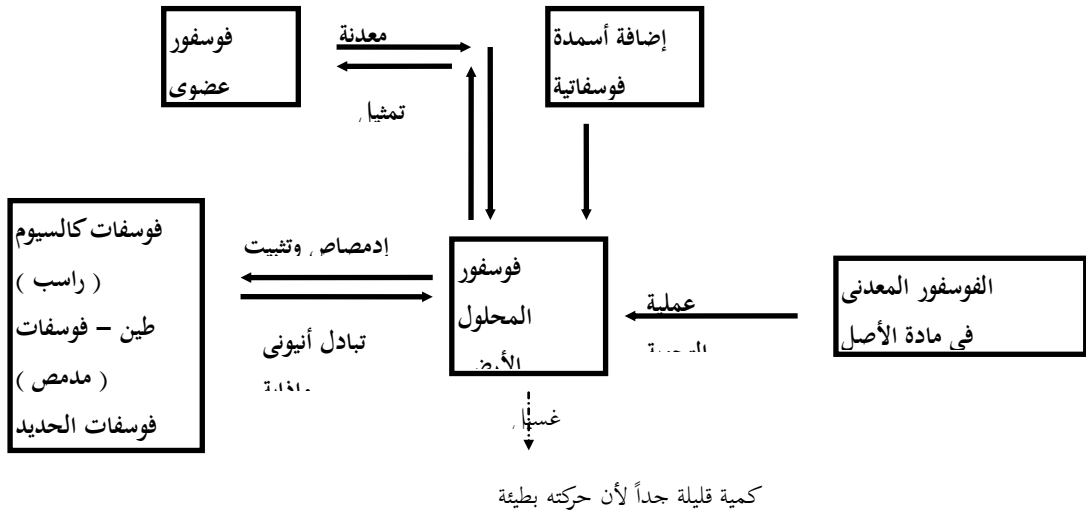 فوسفور
عضوى
معدنة
تمثيل
إضافة أسمدة
فوسفاتية
فوسفات كالسيوم
( راسب )
طين – فوسفات
( مدمص )
فوسفات الحديد
إدمصاص وتثبيت
تبادل أنيونى
فوسفور
المحلول
عملية
الفوسفور المعدنى
فى مادة الأصل
كمية قليلة جداً لأن حركته بطيئة